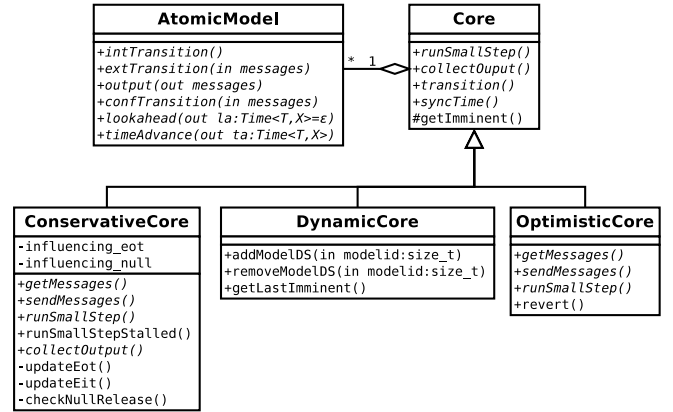 AtomicModel
+intTransition()
+extTransition(in messages)
+output(out messages)
+confTransition(in messages)
+lookahead(out la:Time<T,X>=ε)
+timeAdvance(out ta:Time<T,X>)
* 1
Core
+runSmallStep()
+collectOuput()
+transition()
+syncTime()
#getImminent()
ConservativeCore
-influencing_eot
-influencing_null
+getMessages()
+sendMessages()
+runSmallStep()
+runSmallStepStalled()
+collectOutput()
-updateEot()
-updateEit()
-checkNullRelease()
DynamicCore
+addModelDS(in modelid:size_t)
+removeModelDS(in modelid:size_t)
+getLastImminent()
OptimisticCore
+getMessages()
+sendMessages()
+runSmallStep()
+revert()